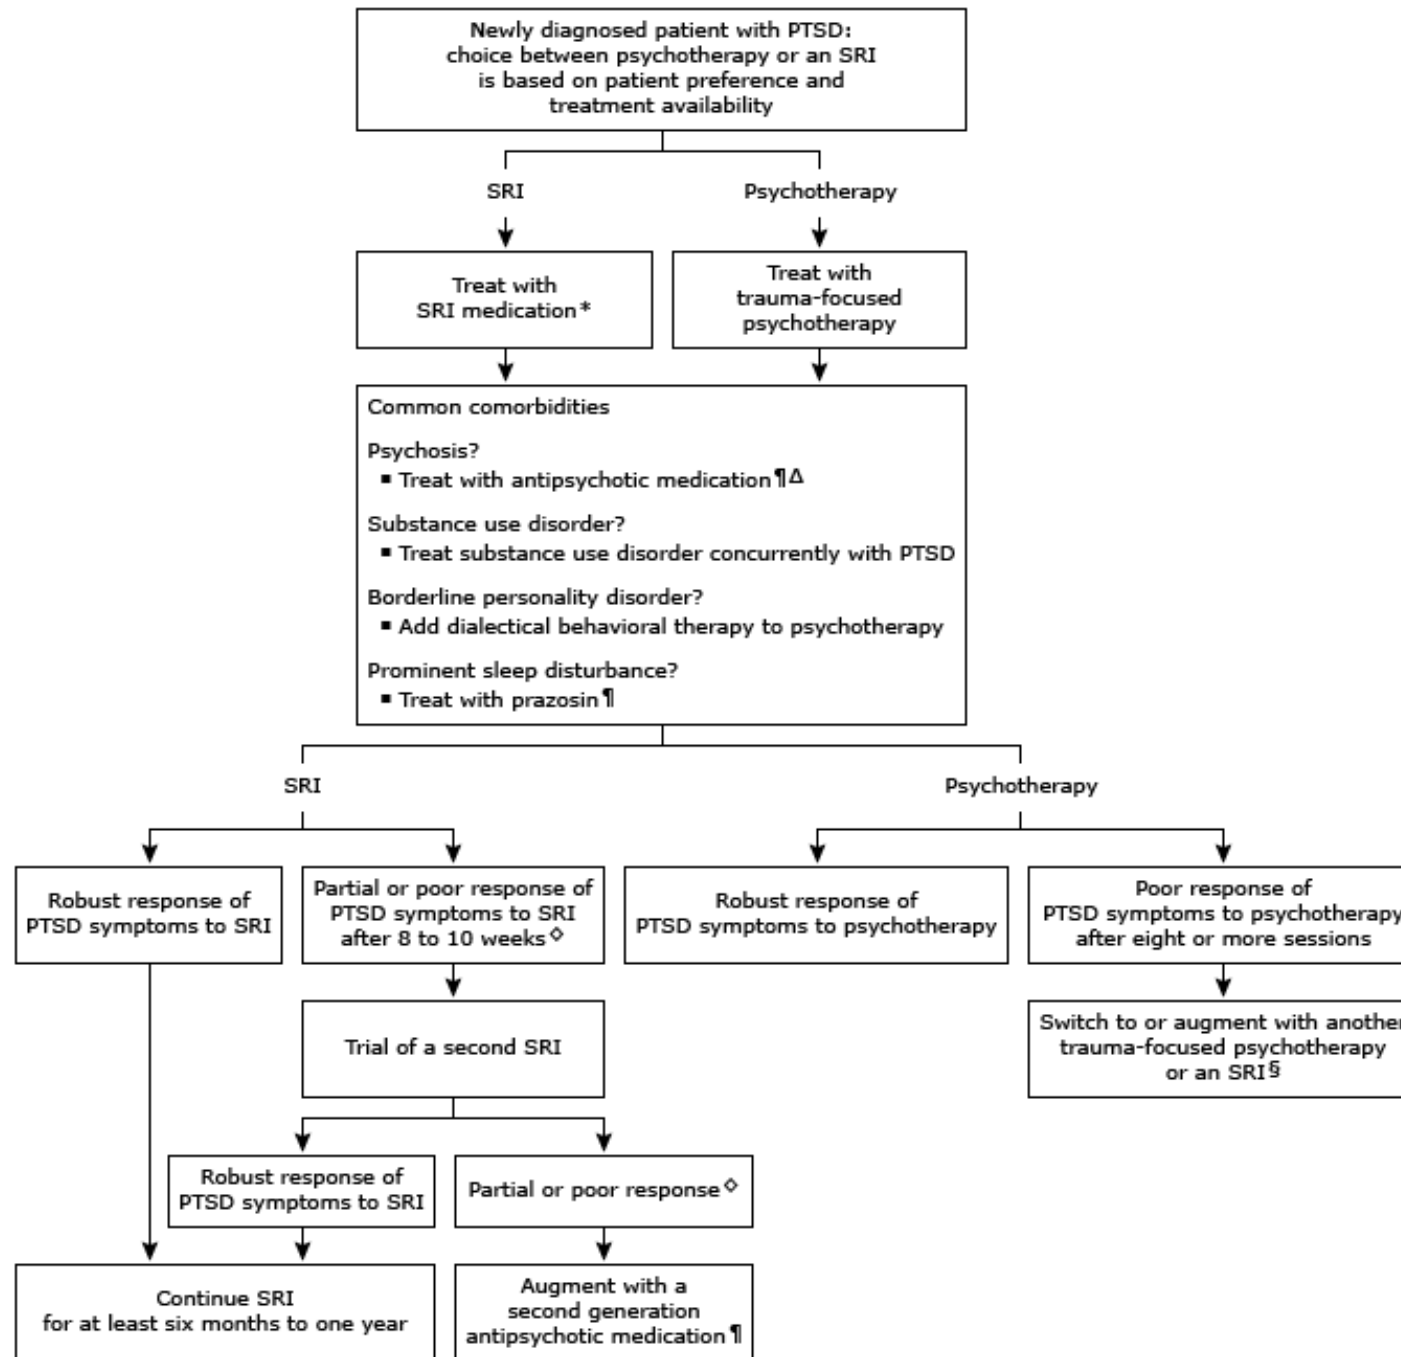 Newly diagnosed patient with PTSD:
choice between psychotherapy or an SRI
is based on patient preference and
treatment availability
SRI
Psychotherapy
Treat with
SRI medication*
Treat with
trauma-focused
psychotherapy
Common comorbidities
Psychosis?
▪ Treat with antipsychotic medication¶Δ
Substance use disorder?
▪ Treat substance use disorder concurrently with PTSD
Borderline personality disorder?
▪ Add dialectical behavioral therapy to psychotherapy
Prominent sleep disturbance?
▪ Treat with prazosin¶
SRI
Psychotherapy
Robust response of
PTSD symptoms to SRI
Partial or poor response of
PTSD symptoms to SRI
after 8 to 10 weeks◇
Robust response of
PTSD symptoms to psychotherapy
Poor response of
PTSD symptoms to psychotherapy
after eight or more sessions
Trial of a second SRI
Switch to or augment with another
trauma-focused psychotherapy
or an SRI§
Robust response of
PTSD symptoms to SRI
Partial or poor response◇
Continue SRI
for at least six months to one year
Augment with a
second generation
antipsychotic medication¶